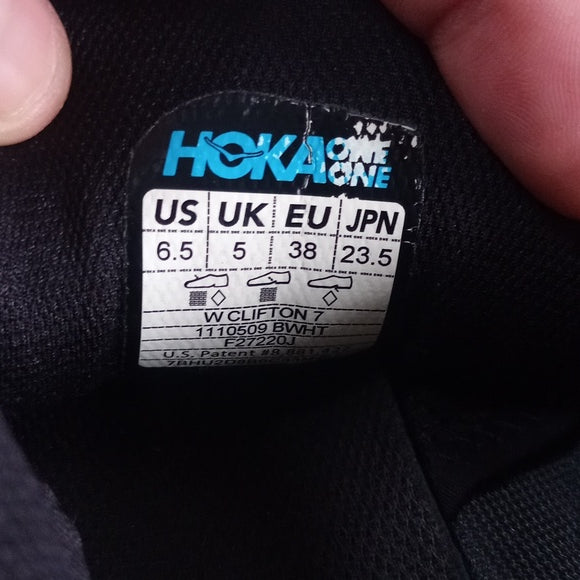 HOKA ONE ONE
US UK EU JPN
6.5 5 38 23.5
W CLIFTON 7
1110509 BWHT
F27220J
U.S. Patent